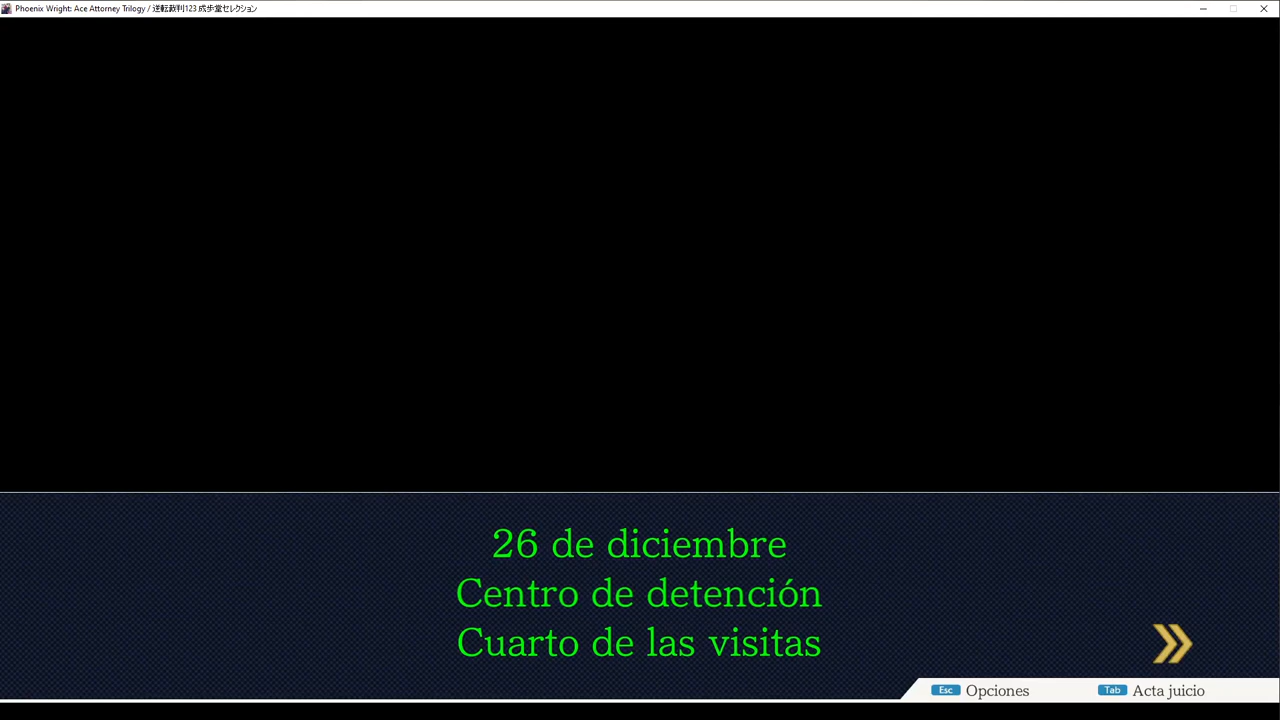 Phoenix Wright: Ace Attorney Trilogy / 逆転裁判123 成歩堂セレクション
26 de diciembre
Centro de detención
Cuarto de las visitas
Esc Opciones Tab Acta juicio